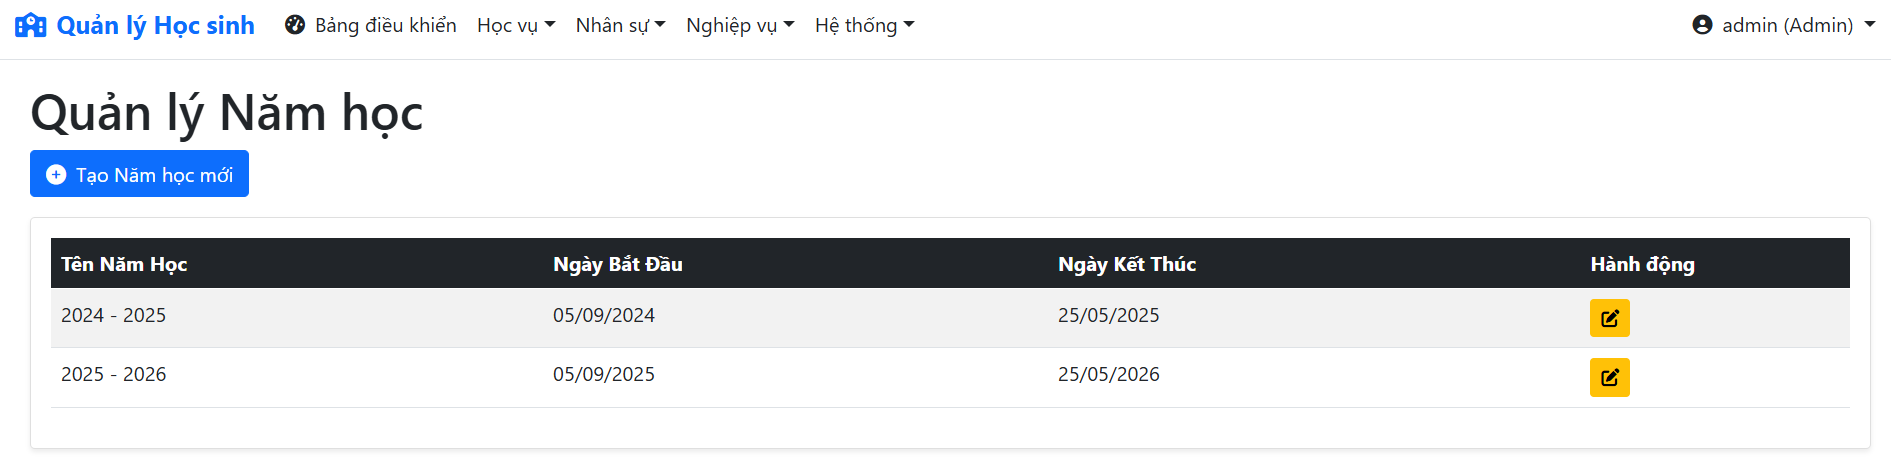 Quản lý Học sinh Bảng điều khiển Học vụ Nhân sự Nghiệp vụ Hệ thống admin (Admin)
Quản lý Năm học
Tạo Năm học mới
Tên Năm Học Ngày Bắt Đầu Ngày Kết Thúc Hành động
2024 - 2025 05/09/2024 25/05/2025
2025 - 2026 05/09/2025 25/05/2026